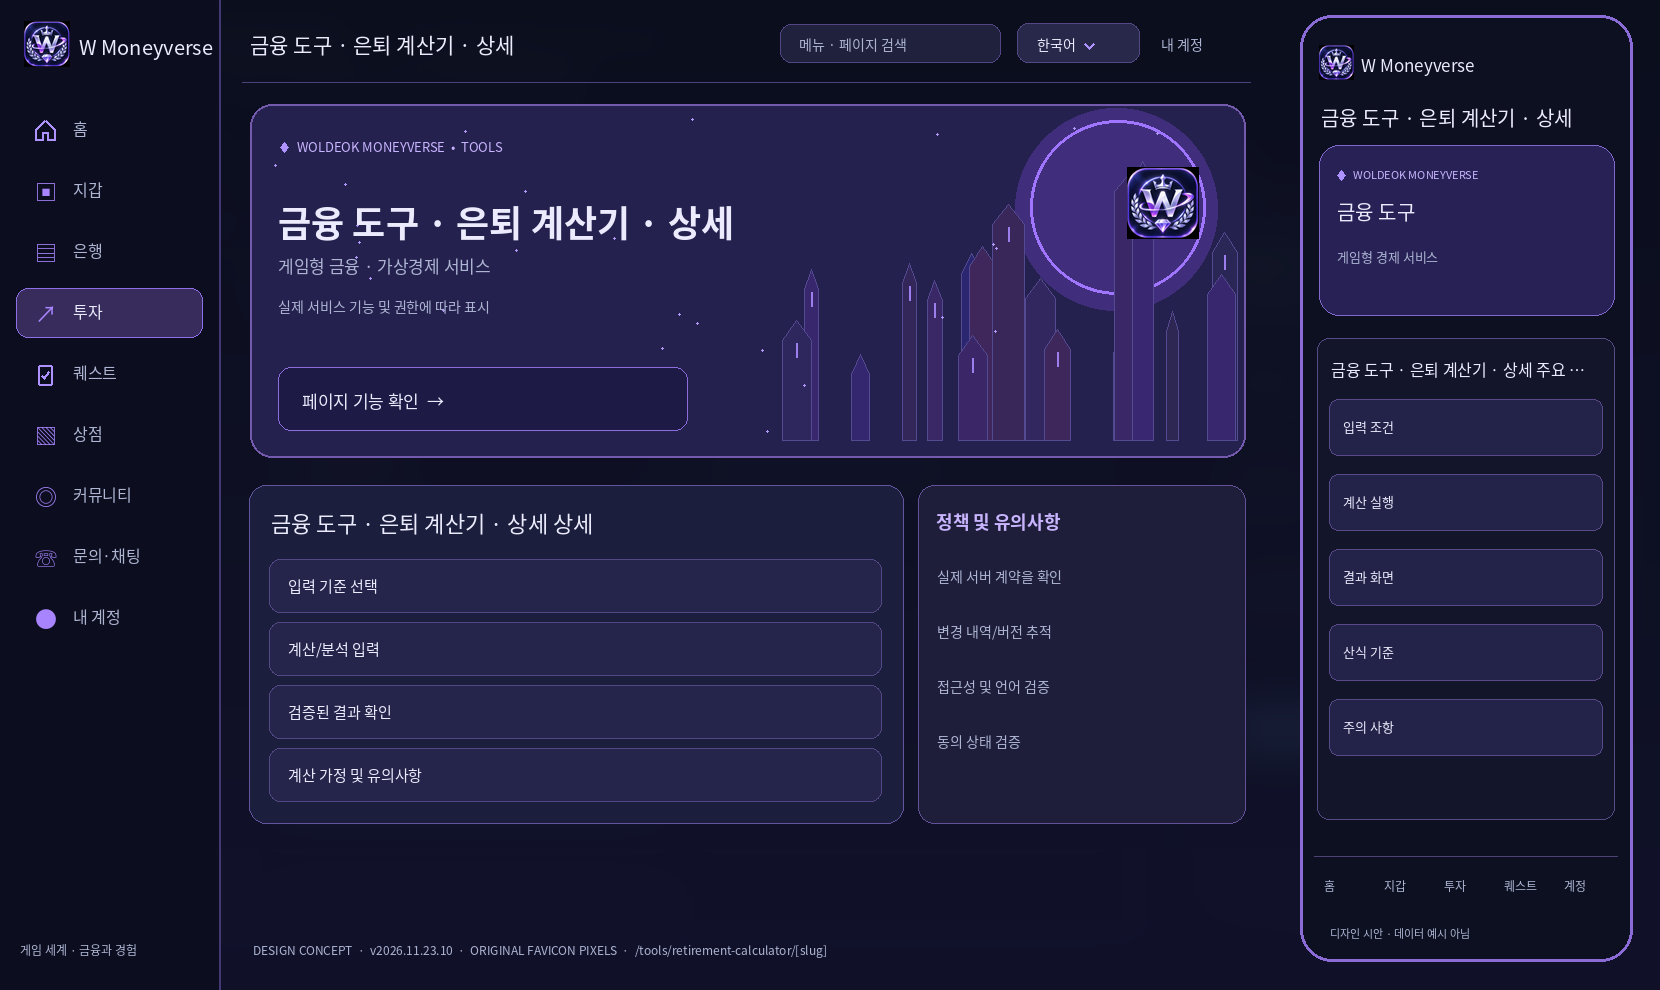 W Moneyverse
홈
지갑
은행
투자
퀘스트
상점
커뮤니티
문의·채팅
내 계정
게임 세계 · 금융과 경험
금융 도구 · 은퇴 계산기 · 상세
메뉴 · 페이지 검색
한국어
내 계정
WOLDEOK MONEYVERSE • TOOLS
금융 도구 · 은퇴 계산기 · 상세
게임형 금융 · 가상경제 서비스
실제 서비스 기능 및 권한에 따라 표시
페이지 기능 확인 →
W
금융 도구 · 은퇴 계산기 · 상세 상세
입력 기준 선택
계산/분석 입력
검증된 결과 확인
계산 가정 및 유의사항
정책 및 유의사항
실제 서버 계약을 확인
변경 내역/버전 추적
접근성 및 언어 검증
동의 상태 검증
DESIGN CONCEPT · v2026.11.23.10 · ORIGINAL FAVICON PIXELS · /tools/retirement-calculator/[slug]
W Moneyverse
금융 도구 · 은퇴 계산기 · 상세
WOLDEOK MONEYVERSE
금융 도구
게임형 경제 서비스
금융 도구 · 은퇴 계산기 · 상세 주요 …
입력 조건
계산 실행
결과 화면
산식 기준
주의 사항
홈 지갑 투자 퀘스트 계정
디자인 시안 · 데이터 예시 아님